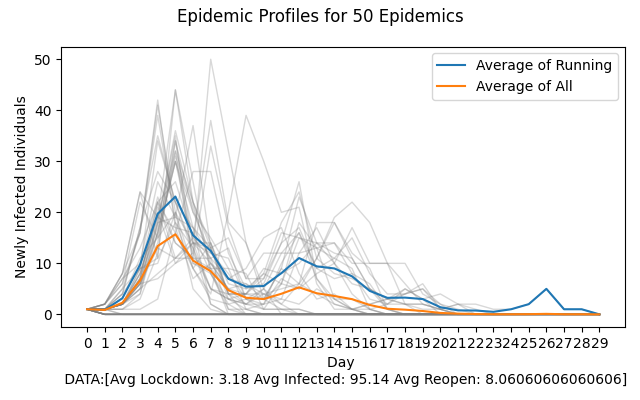 Epidemic Profiles for 50 Epidemics
Average of Running
Average of All
Newly Infected Individuals
50
40
30
20
10
0
0 1 2 3 4 5 6 7 8 9 10 11 12 13 14 15 16 17 18 19 20 21 22 23 24 25 26 27 28 29
Day
DATA:[Avg Lockdown: 3.18 Avg Infected: 95.14 Avg Reopen: 8.06060606060606]